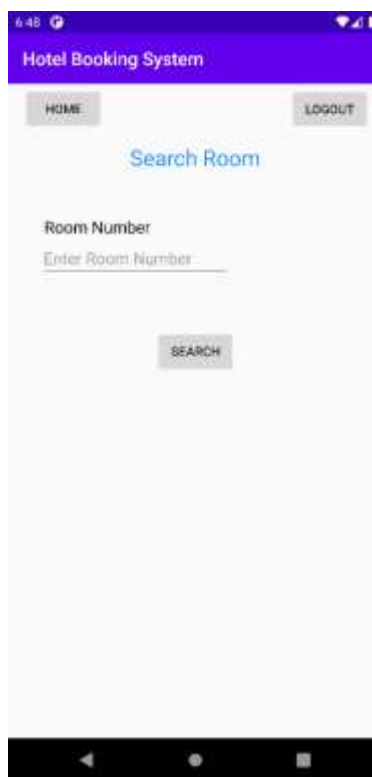 6:48
Hotel Booking System
HOME LOGOUT
Search Room
Room Number
Enter Room Number
SEARCH